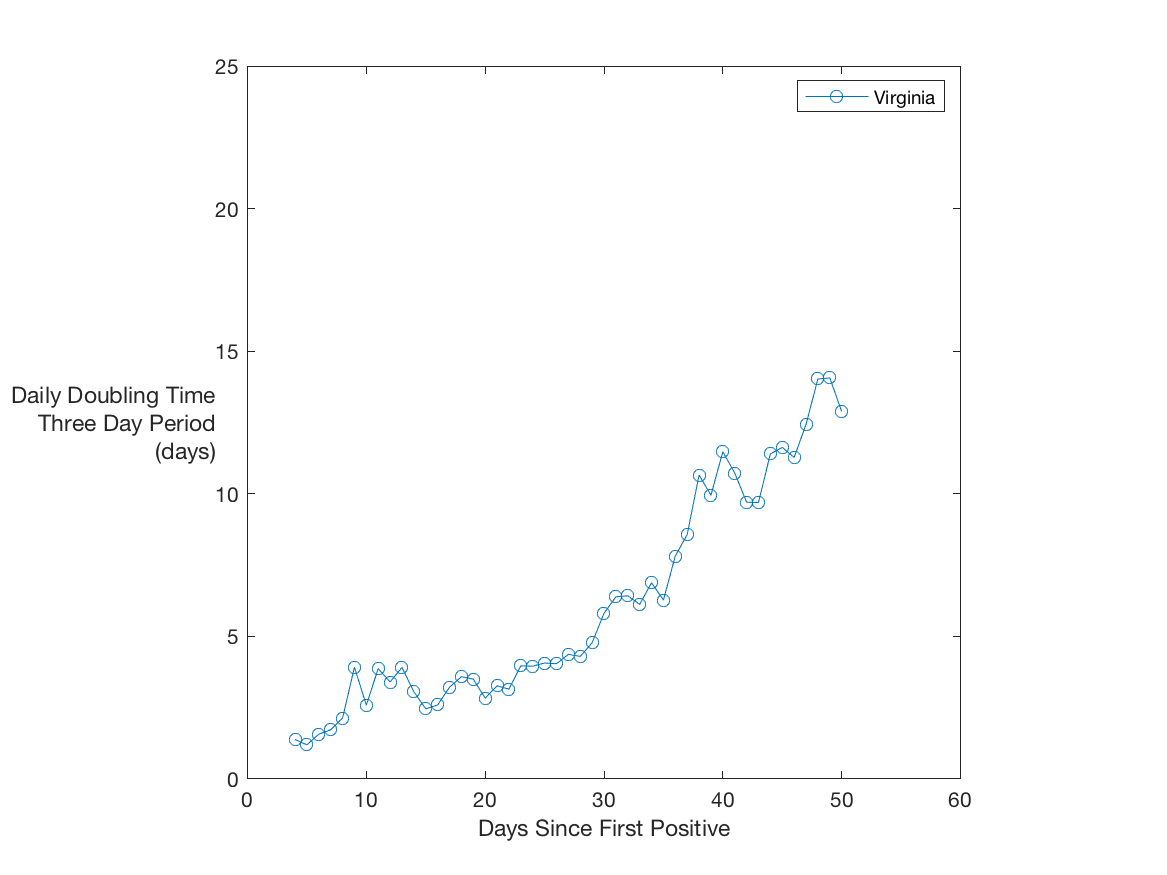 25
Virginia
20
15
Daily Doubling Time
Three Day Period
(days)
10
5
0
0 10 20 30 40 50 60
Days Since First Positive